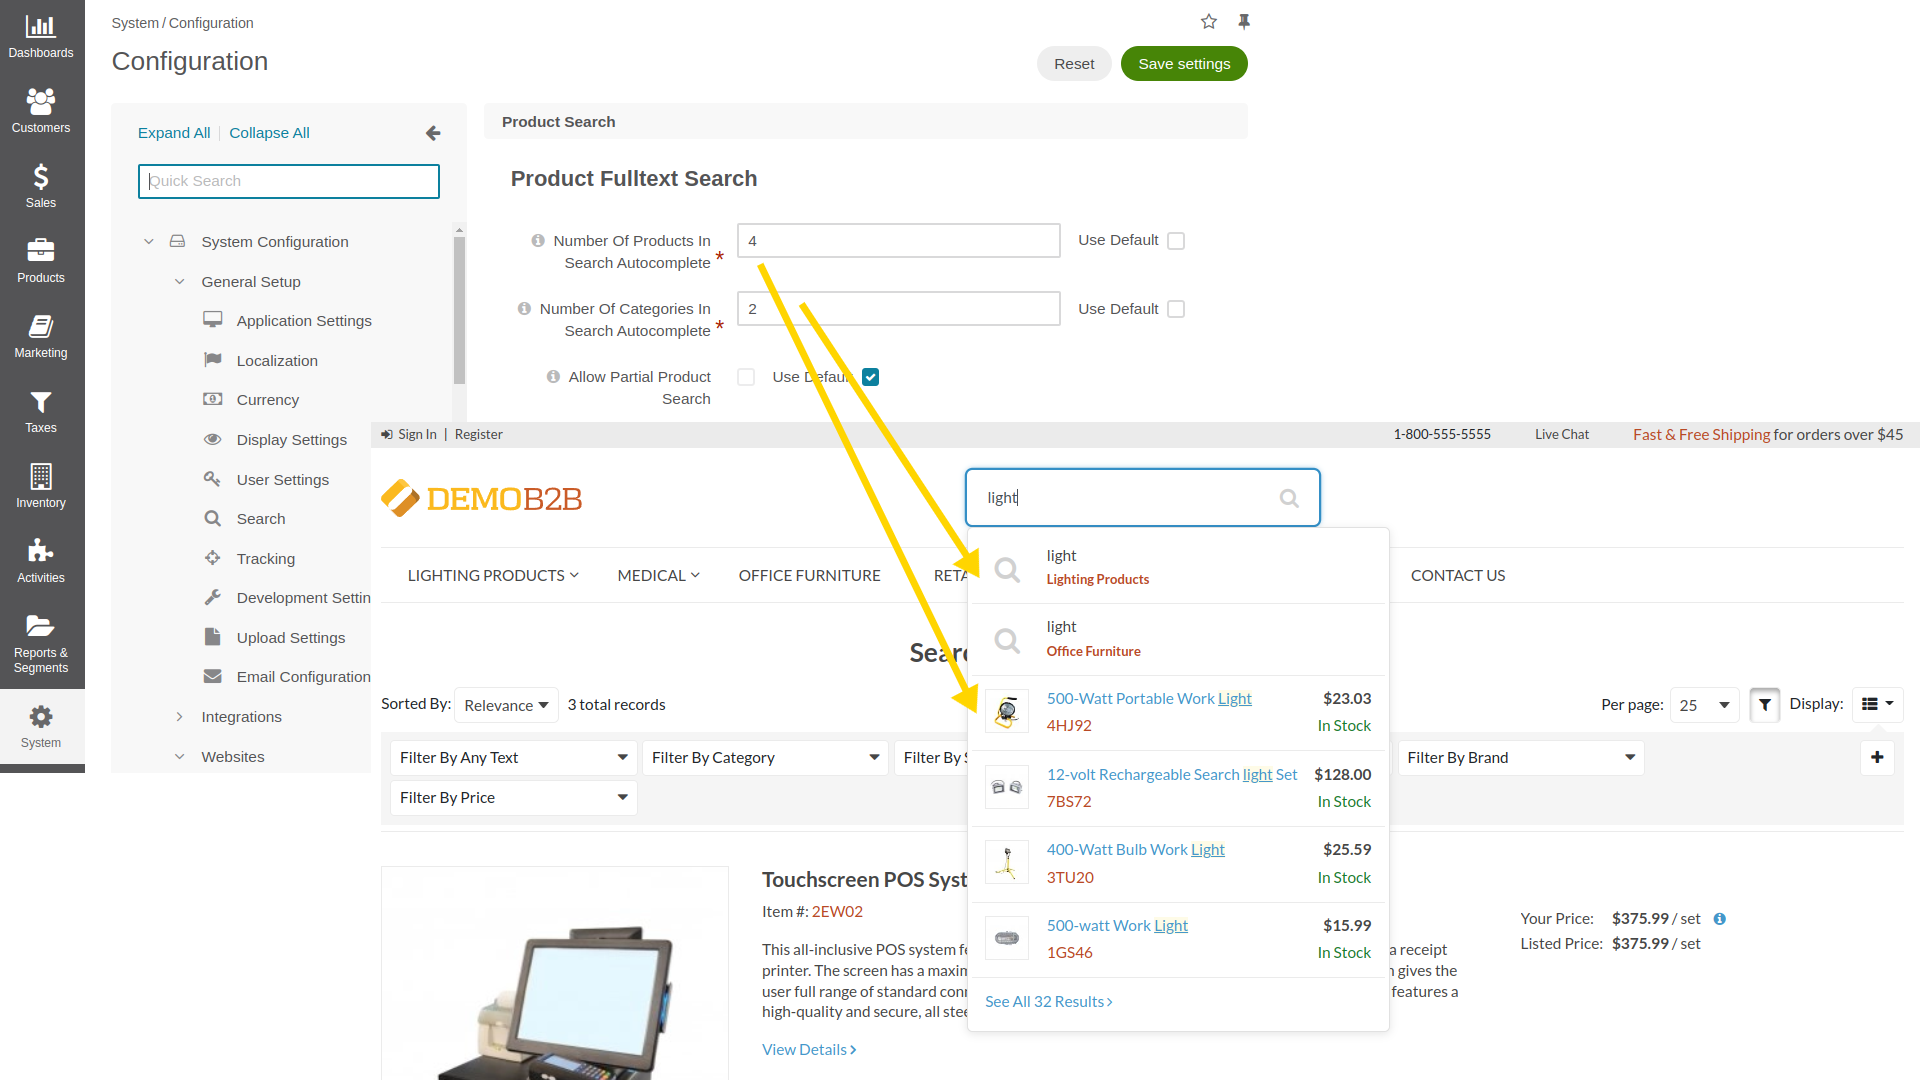 Dashboards
Customers
Sales
Products
Marketing
Taxes
Inventory
Activities
Reports &
Segments
System
System / Configuration
Configuration
Reset
Save settings
Expand All
Collapse All
Quick Search
System Configuration
General Setup
Application Settings
Localization
Currency
Display Settings
User Settings
Search
Tracking
Development Settin
Upload Settings
Email Configuration
Integrations
Websites
Product Search
Product Fulltext Search
Number Of Products In
Search Autocomplete *
4
Use Default
Number Of Categories In
Search Autocomplete *
2
Use Default
Allow Partial Product
Search
Use Default
Sign In | Register
1-800-555-5555
Live Chat
Fast & Free Shipping for orders over $45
DEMOB2B
light
LIGHTING PRODUCTS
MEDICAL
OFFICE FURNITURE
RETA
CONTACT US
light
Lighting Products
light
Office Furniture
500-Watt Portable Work Light
$23.03
4HJ92
In Stock
12-volt Rechargeable Search light Set
$128.00
7BS72
In Stock
400-Watt Bulb Work Light
$25.59
3TU20
In Stock
500-watt Work Light
$15.99
1GS46
In Stock
See All 32 Results
Sear
Sorted By:
Relevance
3 total records
Per page:
25
Display:
Filter By Any Text
Filter By Category
Filter By
Filter By Brand
Filter By Price
Touchscreen POS Syst
Item #: 2EW02
This all-inclusive POS system fe
a receipt
printer. The screen has a maxim
gives the
user full range of standard conn
features a
high-quality and secure, all stee
View Details
Your Price: $375.99 / set
Listed Price: $375.99 / set